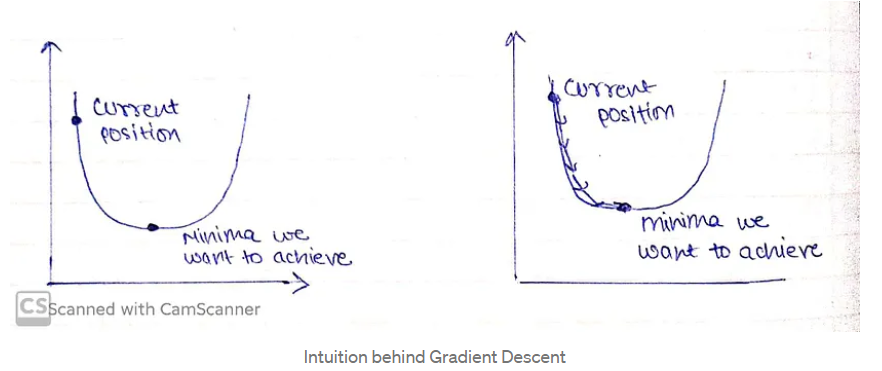 Current
position
Minima we
want to achieve
CS Scanned with CamScanner
Current
position
minima we
want to achieve
Intuition behind Gradient Descent